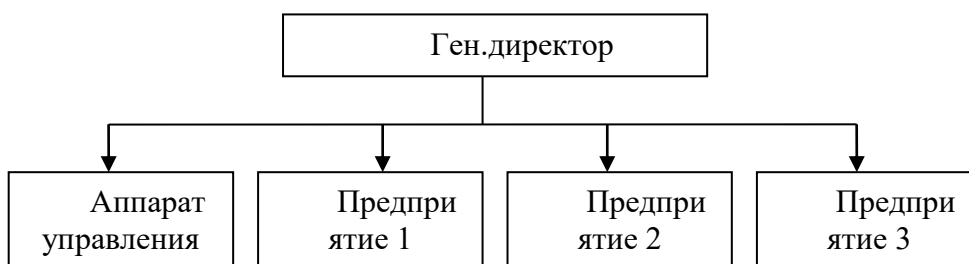 Ген.директор
Аппарат
управления
Предпри
ятие 1
Предпри
ятие 2
Предпри
ятие 3